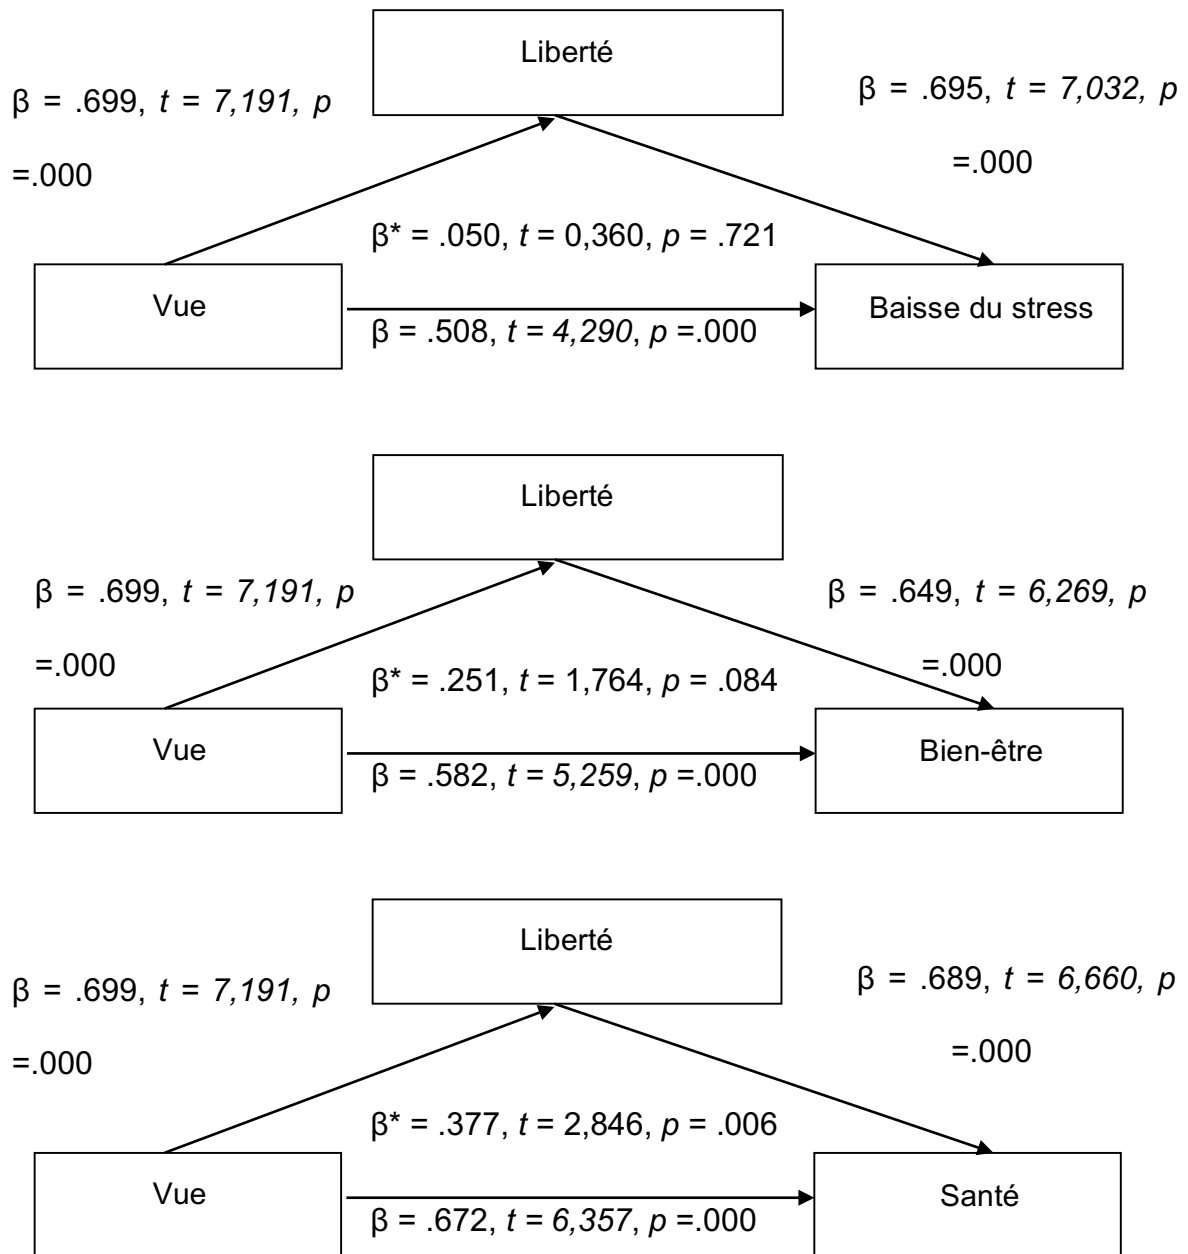 Liberté
β = .699, t = 7,191, p
=.000
β = .695, t = 7,032, p
=.000
β* = .050, t = 0,360, p = .721
Vue
β = .508, t = 4,290, p =.000
Baisse du stress
Liberté
β = .699, t = 7,191, p
=.000
β = .649, t = 6,269, p
=.000
β* = .251, t = 1,764, p = .084
Vue
β = .582, t = 5,259, p =.000
Bien-être
Liberté
β = .699, t = 7,191, p
=.000
β = .689, t = 6,660, p
=.000
β* = .377, t = 2,846, p = .006
Vue
β = .672, t = 6,357, p =.000
Santé